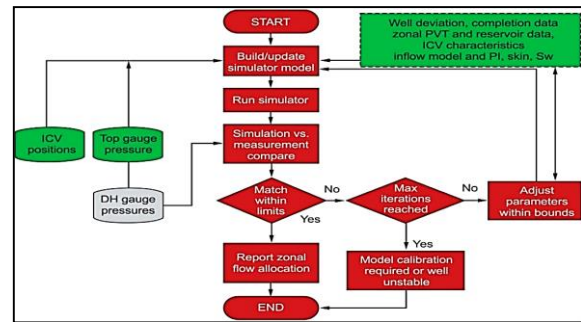 START
Well deviation, completion data
zonal PVT and reservoir data,
ICV characteristics
inflow model and PI, skin, Sw
Build/update
simulator model
Run simulator
ICV
positions
Top gauge
pressure
Simulation vs.
measurement
compare
DH gauge
pressures
Match
within
limits
No
Max
iterations
reached
No
Adjust
parameters
within bounds
Yes
Yes
Report zonal
flow allocation
Model calibration
required or well
unstable
END